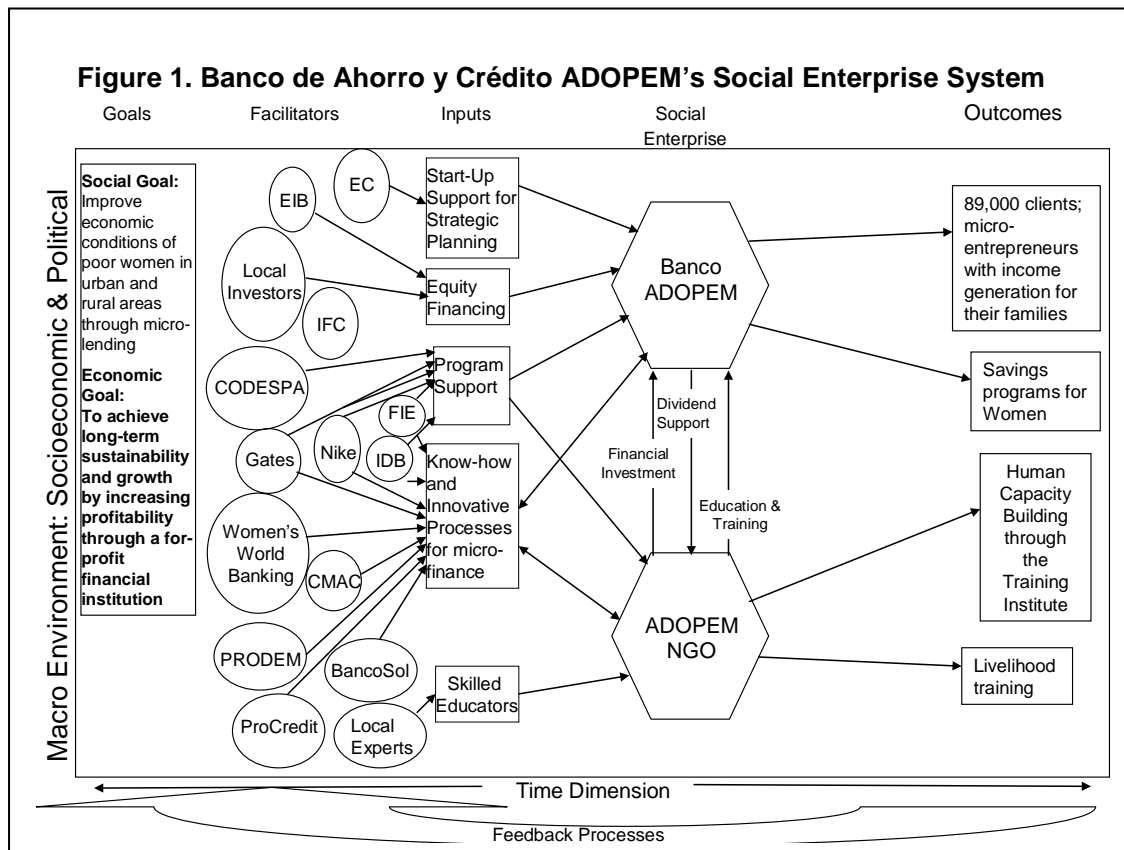 Figure 1. Banco de Ahorro y Crédito ADOPEM's Social Enterprise System
Goals
Facilitators
Inputs
Social
Enterprise
Outcomes
Macro Environment: Socioeconomic & Political
Social Goal:
Improve
economic
conditions of
poor women in
urban and
rural areas
through micro-
lending
Economic
Goal:
To achieve
long-term
sustainability
and growth
by increasing
profitability
through a for-
profit
financial
institution
EC
EIB
Local
Investors
IFC
CODESPA
FIE
Gates
Nike
IDB
Women's
World
Banking
CMAC
PRODEM
BancoSol
ProCredit
Local
Experts
Start-Up
Support for
Strategic
Planning
Equity
Financing
Program
Support
Know-how
and
Innovative
Processes
for micro-
finance
Skilled
Educators
Banco
ADOPEM
Dividend
Support
Financial
Investment
Education &
Training
ADOPEM
NGO
89,000 clients;
micro-
entrepreneurs
with income
generation for
their families
Savings
programs for
Women
Human
Capacity
Building
through
the
Training
Institute
Livelihood
training
Time Dimension
Feedback Processes